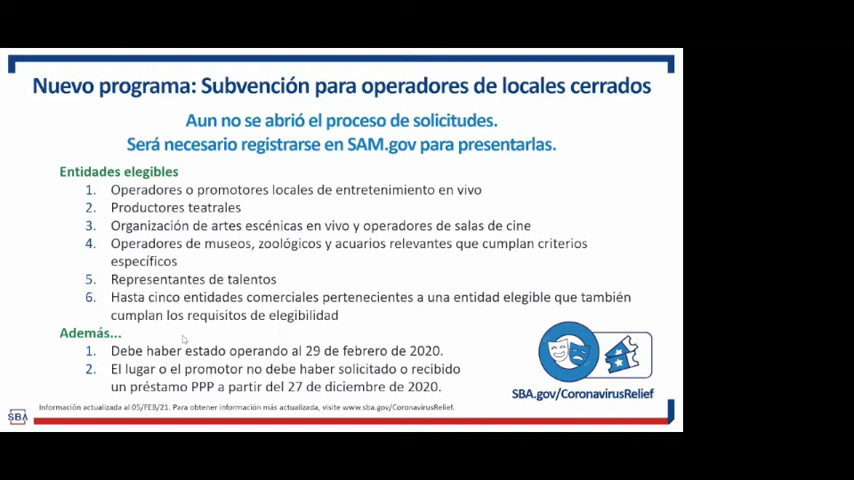 Nuevo programa: Subvención para operadores de locales cerrados
Aun no se abrió el proceso de solicitudes.
Será necesario registrarse en SAM.gov para presentarlas.
Entidades elegibles
1. Operadores o promotores locales de entretenimiento en vivo
2. Productores teatrales
3. Organización de artes escénicas en vivo y operadores de salas de cine
4. Operadores de museos, zoológicos y acuarios relevantes que cumplan criterios
específicos
5. Representantes de talentos
6. Hasta cinco entidades comerciales pertenecientes a una entidad elegible que también
cumplan los requisitos de elegibilidad
Además...
1. Debe haber estado operando al 29 de febrero de 2020.
2. El lugar o el promotor no debe haber solicitado o recibido
un préstamo PPP a partir del 27 de diciembre de 2020.
SBA.gov/CoronavirusRelief
Información actualizada al 05/FEB/21. Para obtener información más actualizada, visite www.sba.gov/CoronavirusRelief.
SBA